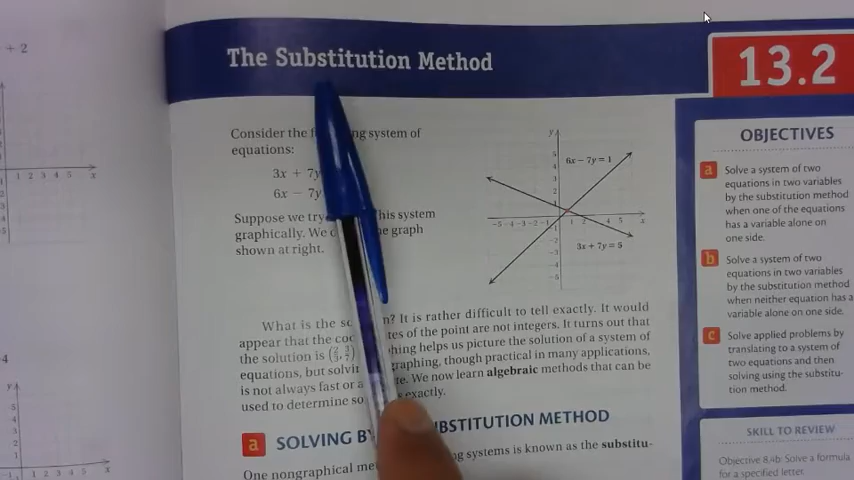 + 2
The Substitution Method
13.2
Consider the ng system of
equations:
3x + 7y
6x − 7y
Suppose we try this system
graphically. We graph
shown at right.
6x − 7y = 1
3x + 7y = 5
What is the n? It is rather difficult to tell exactly. It would
appear that the tes of the point are not integers. It turns out that
the solution is hing helps us picture the solution of a system of
equations, but graphing, though practical in many applications,
is not always fast or We now learn algebraic methods that can be
used to determine exactly.
a SOLVING BY SUBSTITUTION METHOD
One nongraphical ng systems is known as the substitu-
OBJECTIVES
a Solve a system of two
equations in two variables
by the substitution method
when one of the equations
has a variable alone on
one side.
b Solve a system of two
equations in two variables
by the substitution method
when neither equation has a
variable alone on one side.
c Solve applied problems by
translating to a system of
two equations and then
solving using the substitu-
tion method.
SKILL TO REVIEW
Objective 8.4b: Solve a formula
for a specified letter.